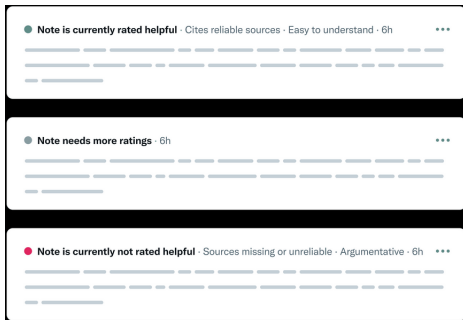 Note is currently rated helpful · Cites reliable sources · Easy to understand · 6h
Note needs more ratings · 6h
Note is currently not rated helpful · Sources missing or unreliable · Argumentative · 6h